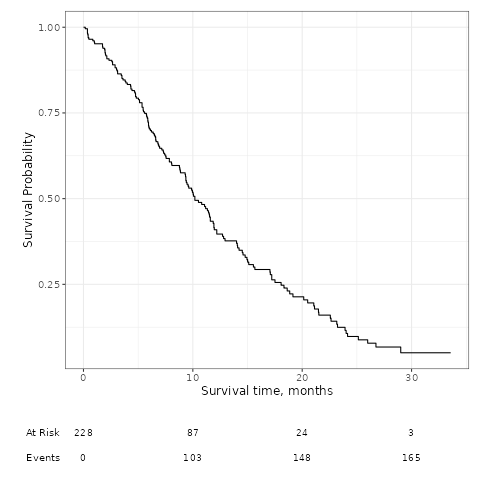 1.00
0.75
0.50
0.25
Survival Probability
0 10 20 30
Survival time, months
At Risk 228 87 24 3
Events 0 103 148 165